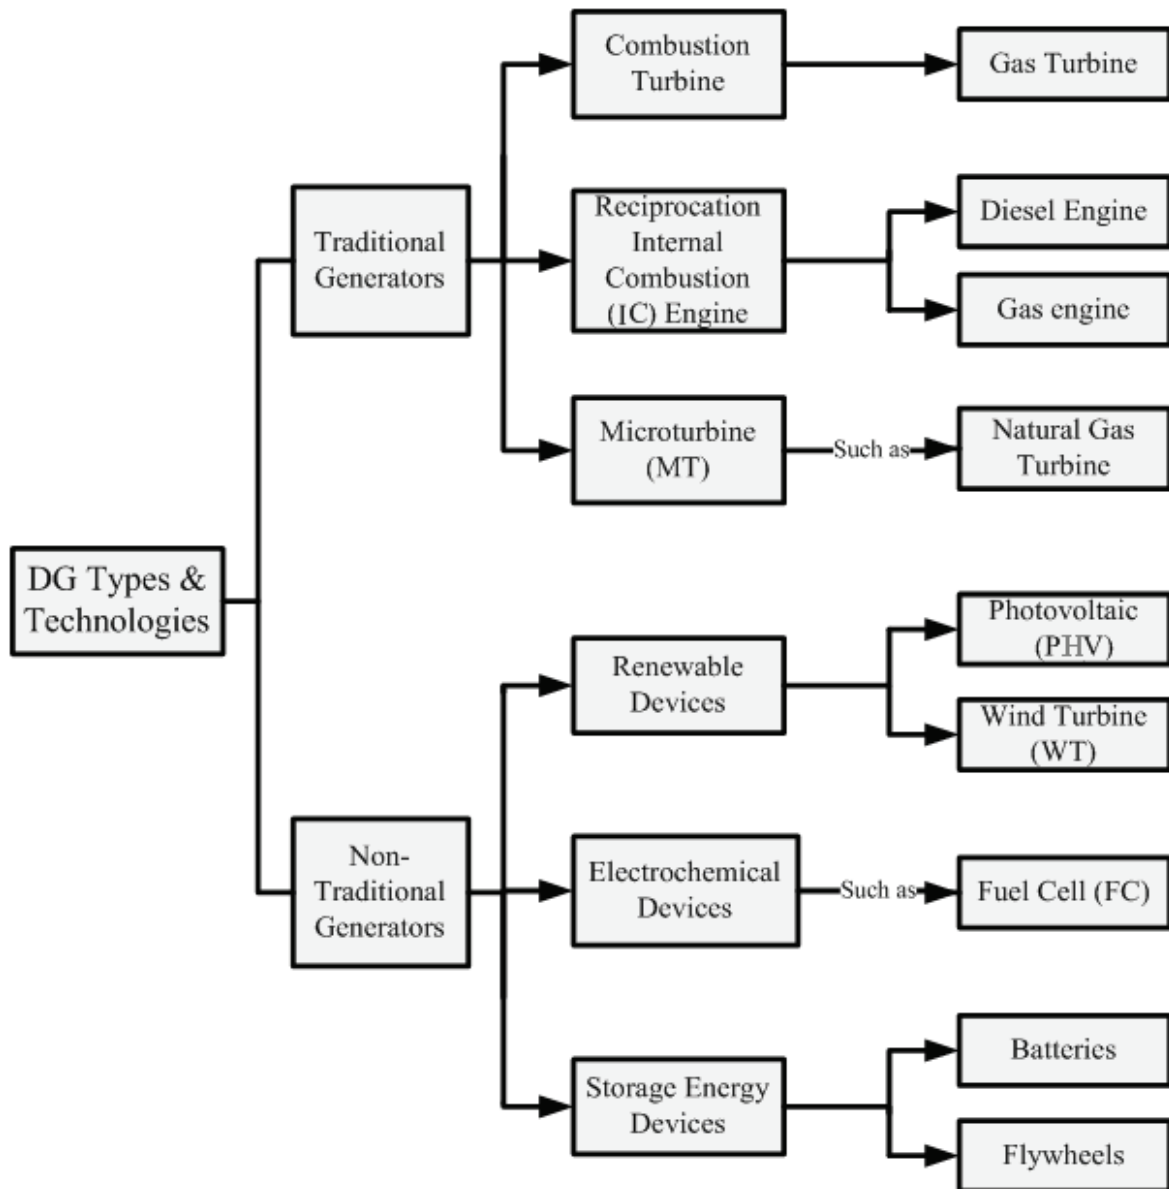 Combustion
Turbine
Gas Turbine
Traditional
Generators
Reciprocation
Internal
Combustion
(IC) Engine
Diesel Engine
Gas engine
Microturbine
(MT)
Such as
Natural Gas
Turbine
DG Types &
Technologies
Renewable
Devices
Photovoltaic
(PHV)
Wind Turbine
(WT)
Non-
Traditional
Generators
Electrochemical
Devices
Such as
Fuel Cell (FC)
Storage Energy
Devices
Batteries
Flywheels